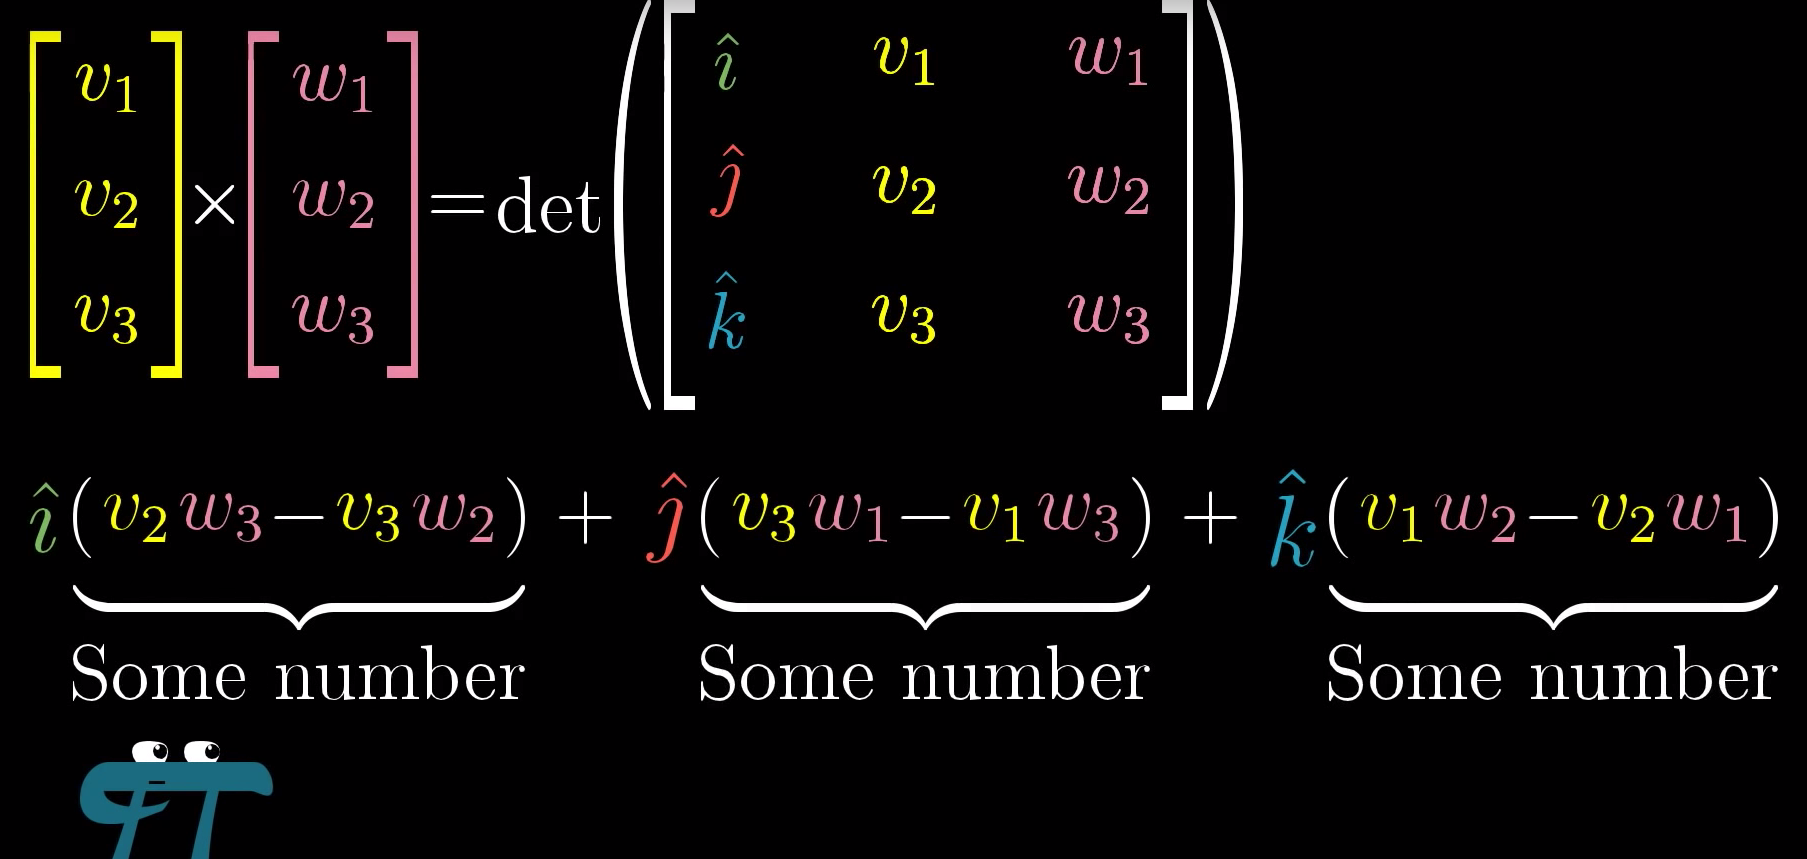 [v₁ v₂ v₃] × [w₁ w₂ w₃] = det([î v₁ w₁
ĵ v₂ w₂
k̂ v₃ w₃])
î(v₂w₃−v₃w₂) + ĵ(v₃w₁−v₁w₃) + k̂(v₁w₂−v₂w₁)
Some number Some number Some number